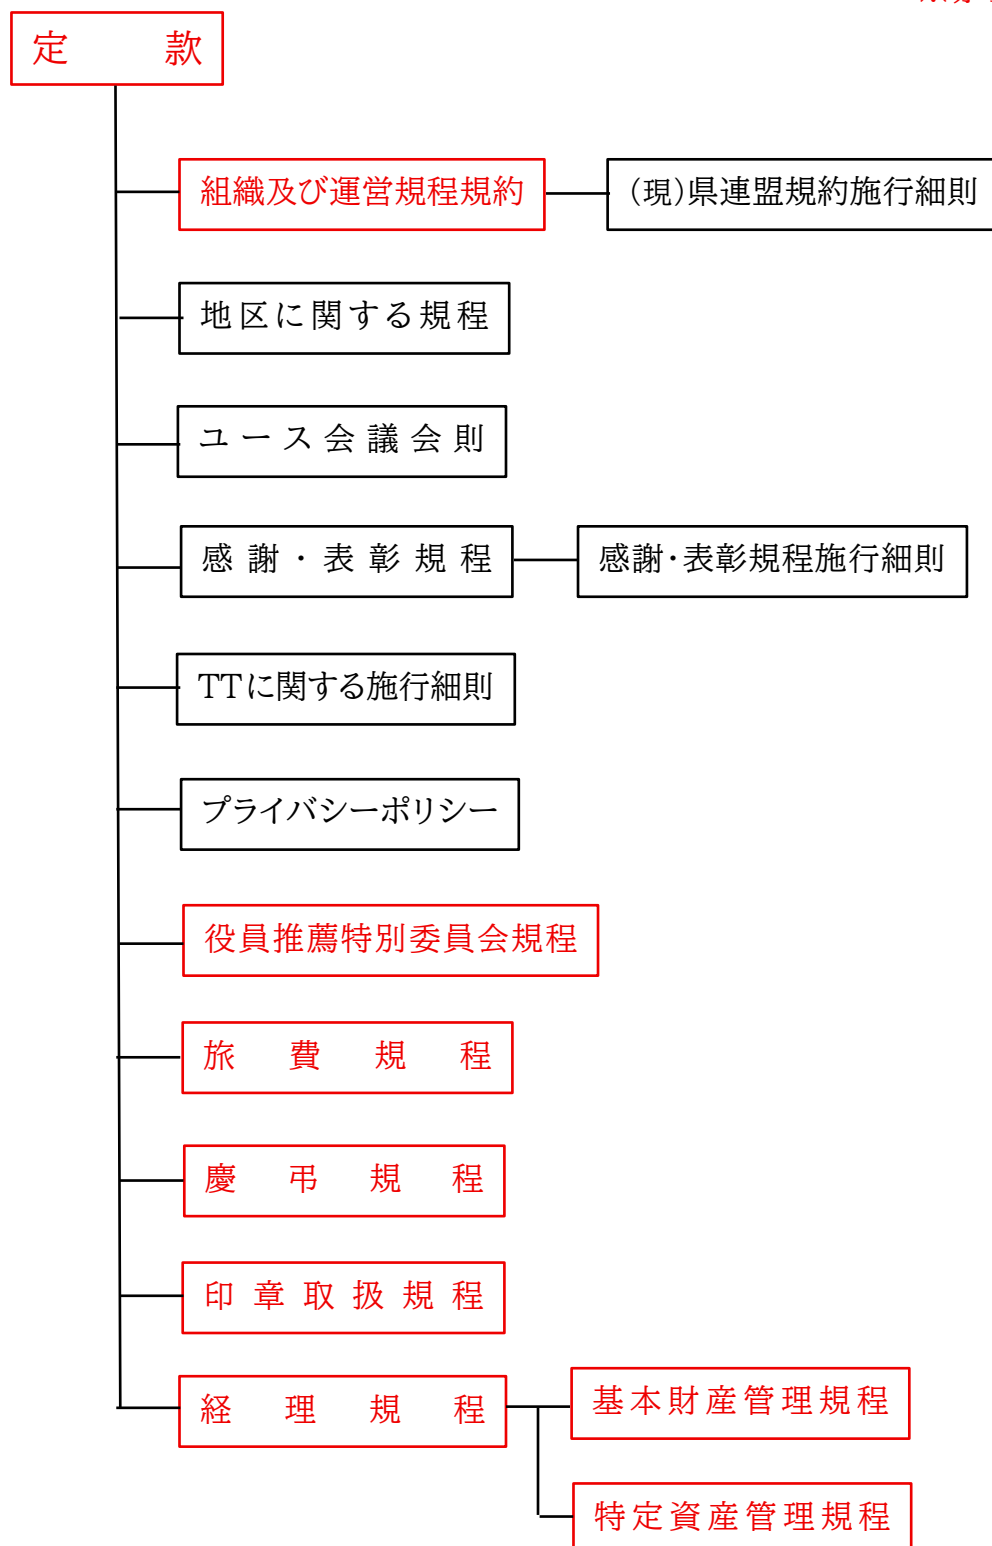 定款
組織及び運営規程規約
(現)県連盟規約施行細則
地区に関する規程
ユース会議会則
感謝・表彰規程
感謝・表彰規程施行細則
TTに関する施行細則
プライバシーポリシー
役員推薦特別委員会規程
旅費規程
慶弔規程
印章取扱規程
経理規程
基本財産管理規程
特定資産管理規程